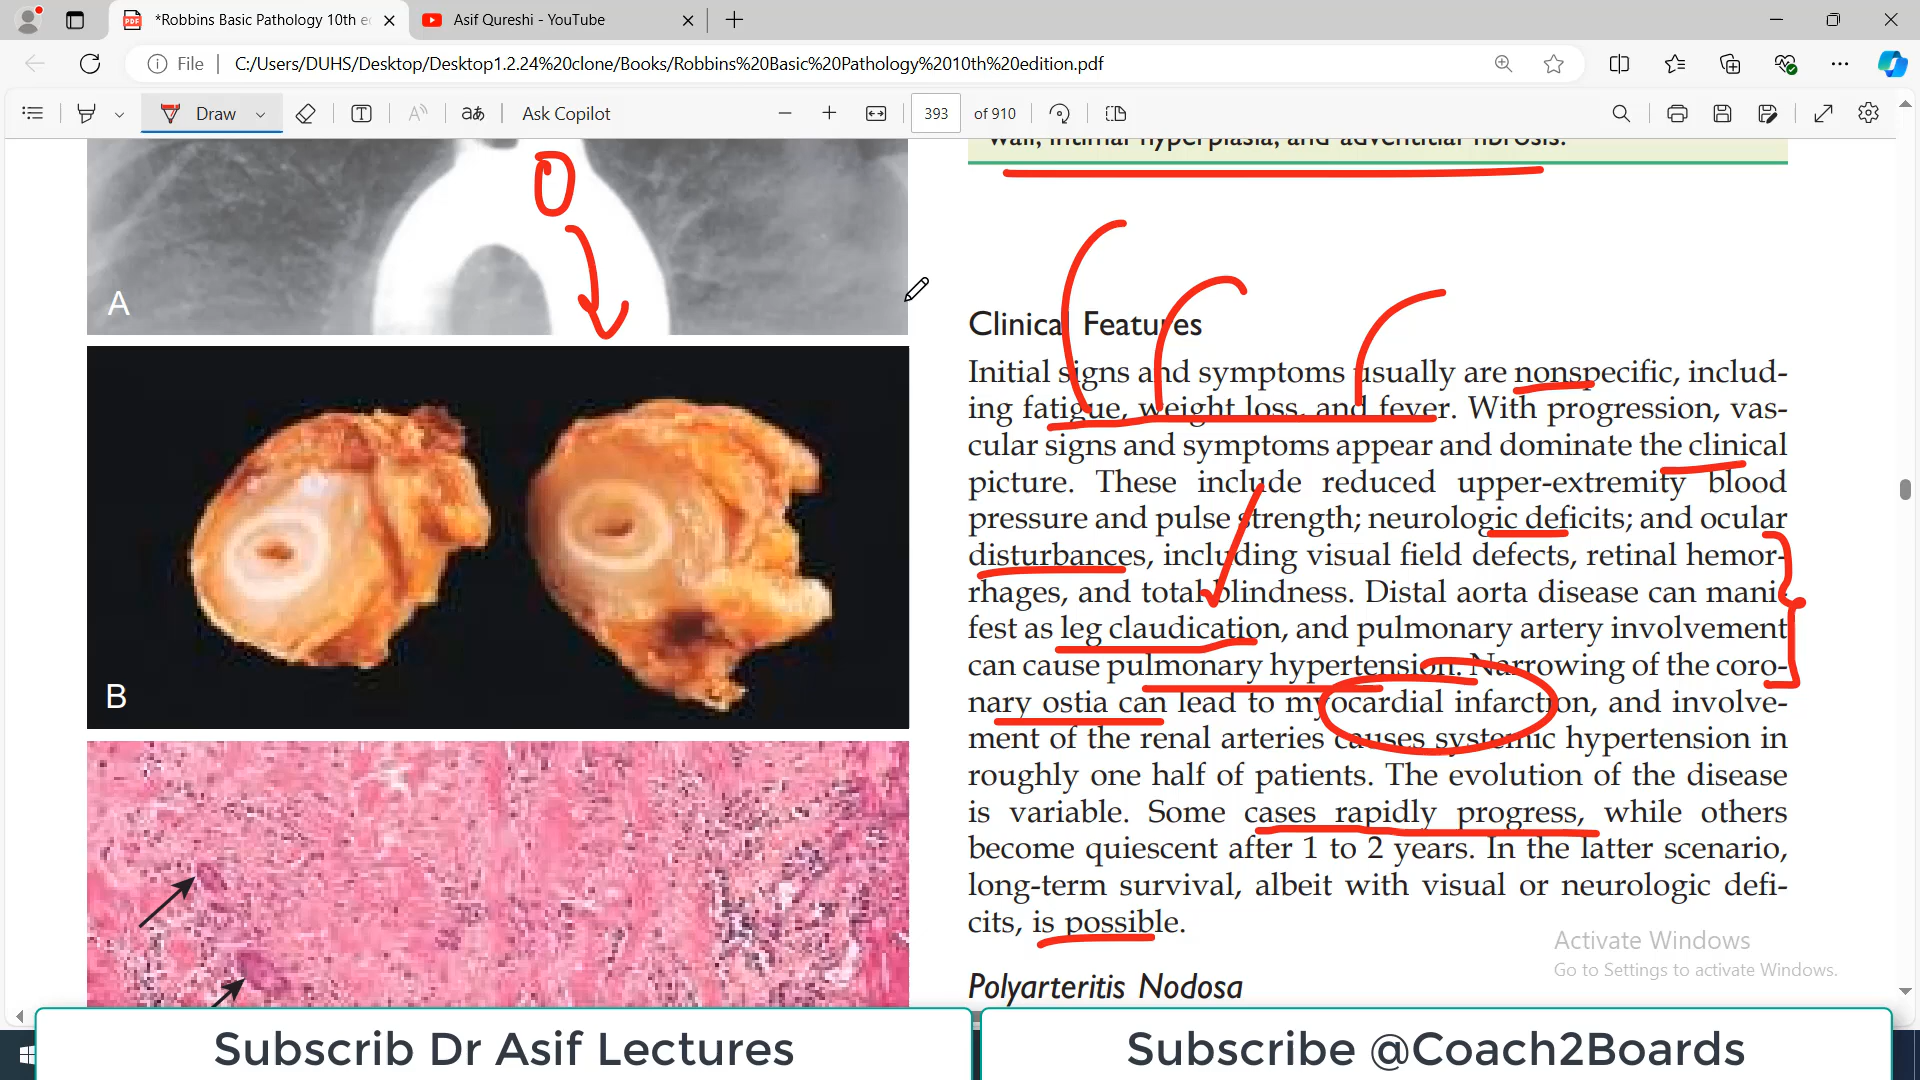 *Robbins Basic Pathology 10th e
Asif Qureshi - YouTube
File
C:/Users/DUHS/Desktop/Desktop1.2.24%20clone/Books/Robbins%20Basic%20Pathology%2010th%20edition.pdf
Draw
T
aあ
Ask Copilot
393 of 910
wall, intimal hyperplasia, and adventitial fibrosis.
A
B
Clinical Features
Initial signs and symptoms usually are nonspecific, includ-
ing fatigue, weight loss, and fever. With progression, vas-
cular signs and symptoms appear and dominate the clinical
picture. These include reduced upper-extremity blood
pressure and pulse strength; neurologic deficits; and ocular
disturbances, including visual field defects, retinal hemor-
rhages, and total blindness. Distal aorta disease can mani-
fest as leg claudication, and pulmonary artery involvement
can cause pulmonary hypertension. Narrowing of the coro-
nary ostia can lead to myocardial infarction, and involve-
ment of the renal arteries causes systemic hypertension in
roughly one half of patients. The evolution of the disease
is variable. Some cases rapidly progress, while others
become quiescent after 1 to 2 years. In the latter scenario,
long-term survival, albeit with visual or neurologic defi-
cits, is possible.
Polyarteritis Nodosa
Activate Windows
Go to Settings to activate Windows.
Subscrib Dr Asif Lectures
Subscribe @Coach2Boards